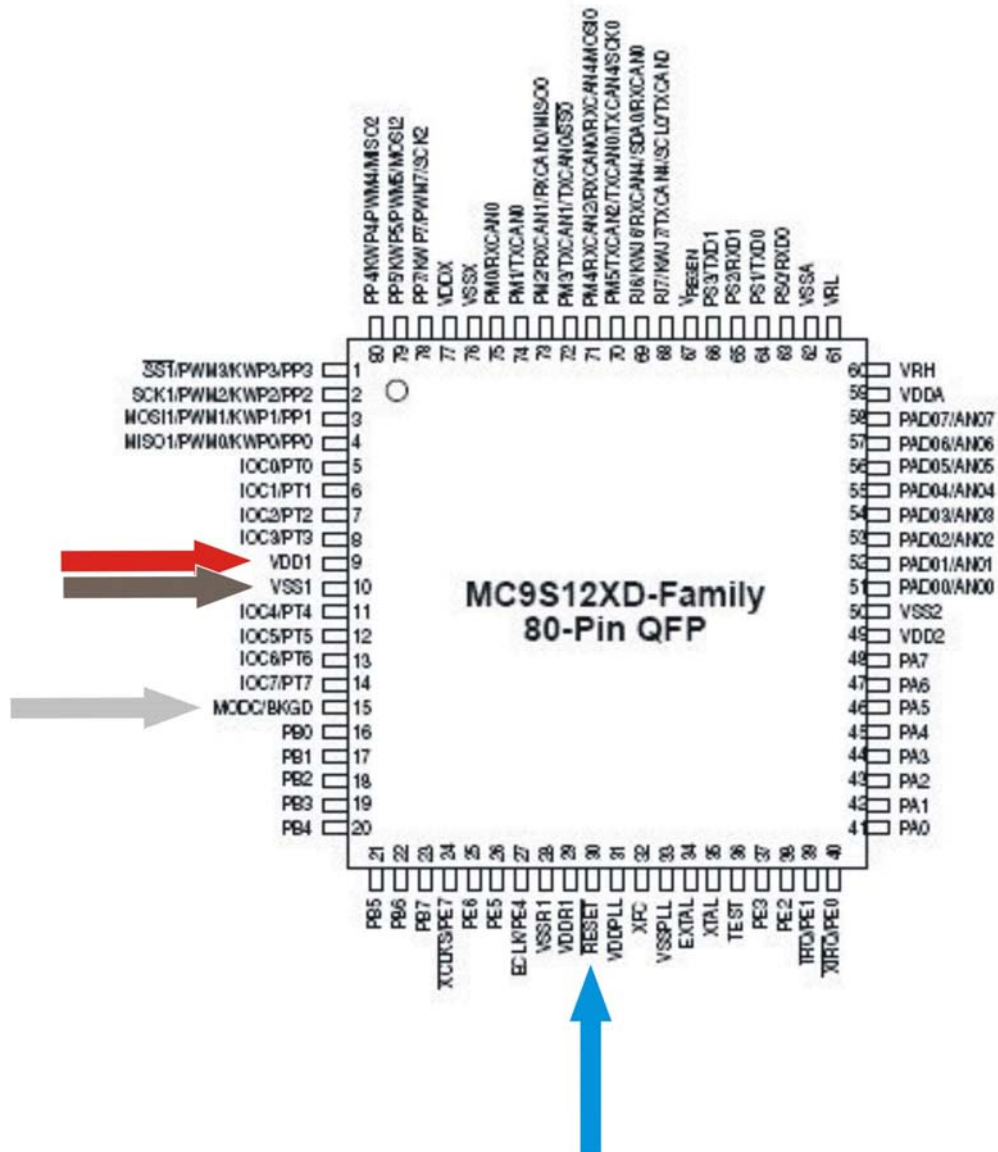 PP4/KWP4/PWM4/MISO2
PP5/KWP5/PWM5/MOSI2
PP7/KWP7/PWM7/SCK2
VDDX
VSSX
PM0/RXCAN0
PM1/TXCAN0
PM2/RXCAN1/RXCAN0/MISO0
PM3/TXCAN1/TXCAN0/SS0
PM4/RXCAN2/RXCAN0/RXCAN4/MOSI0
PM5/TXCAN2/TXCAN0/TXCAN4/SCK0
PJ6/KWJ6/RXCAN4/SDA0/RXCAN0
PJ7/KWJ7/TXCAN4/SCL0/TXCAN0
VREGEN
PS3/TXD1
PS2/RXD1
PS1/TXD0
PS0/RXD0
VSSA
VRL
80 79 78 77 76 75 74 73 72 71 70 69 68 67 66 65 64 63 62 61
SS1/PWM3/KWP3/PP3 1
SCK1/PWM2/KWP2/PP2 2
MOSI1/PWM1/KWP1/PP1 3
MISO1/PWM0/KWP0/PP0 4
IOC0/PT0 5
IOC1/PT1 6
IOC2/PT2 7
IOC3/PT3 8
VDD1 9
VSS1 10
IOC4/PT4 11
IOC5/PT5 12
IOC6/PT6 13
IOC7/PT7 14
MODC/BKGD 15
PB0 16
PB1 17
PB2 18
PB3 19
PB4 20
MC9S12XD-Family
80-Pin QFP
60 VRH
59 VDDA
58 PAD07/AN07
57 PAD06/AN06
56 PAD05/AN05
55 PAD04/AN04
54 PAD03/AN03
53 PAD02/AN02
52 PAD01/AN01
51 PAD00/AN00
50 VSS2
49 VDD2
48 PA7
47 PA6
46 PA5
45 PA4
44 PA3
43 PA2
42 PA1
41 PA0
21 22 23 24 25 26 27 28 29 30 31 32 33 34 35 36 37 38 39 40
PB5
PB6
PB7
XCLKS/PE7
PE6
PE5
ECLK/PE4
VSSR1
VDDR1
RESET
VDDPLL
XFC
VSSPLL
EXTAL
XTAL
TEST
PE3
PE2
IRQ/PE1
XIRQ/PE0